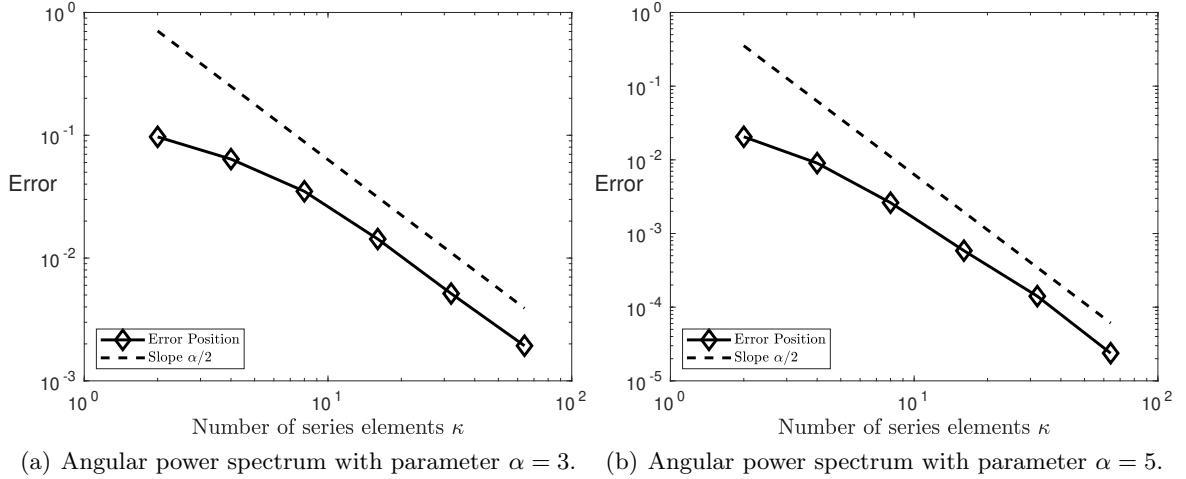 10^0
10^-1
10^-2
10^-3
Error
Error Position
Slope α/2
10^0
10^1
10^2
Number of series elements κ
(a) Angular power spectrum with parameter α = 3.
10^0
10^-1
10^-2
10^-3
10^-4
10^-5
Error
Error Position
Slope α/2
10^0
10^1
10^2
Number of series elements κ
(b) Angular power spectrum with parameter α = 5.